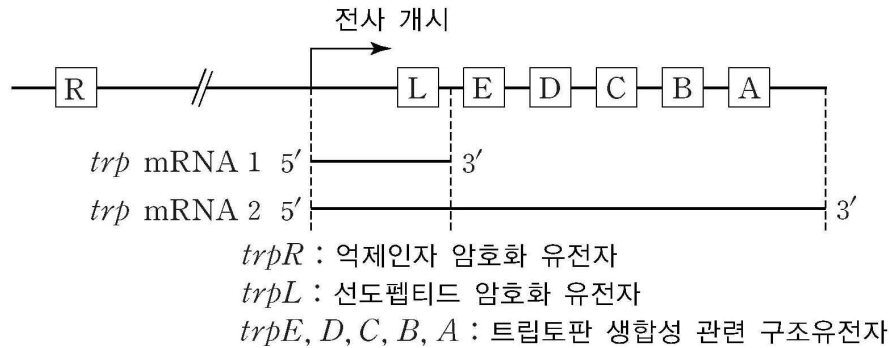 전사 개시
R L E D C B A
trp mRNA 1 5′ 3′
trp mRNA 2 5′ 3′
trpR : 억제인자 암호화 유전자
trpL : 선도펩티드 암호화 유전자
trpE, D, C, B, A : 트립토판 생합성 관련 구조유전자